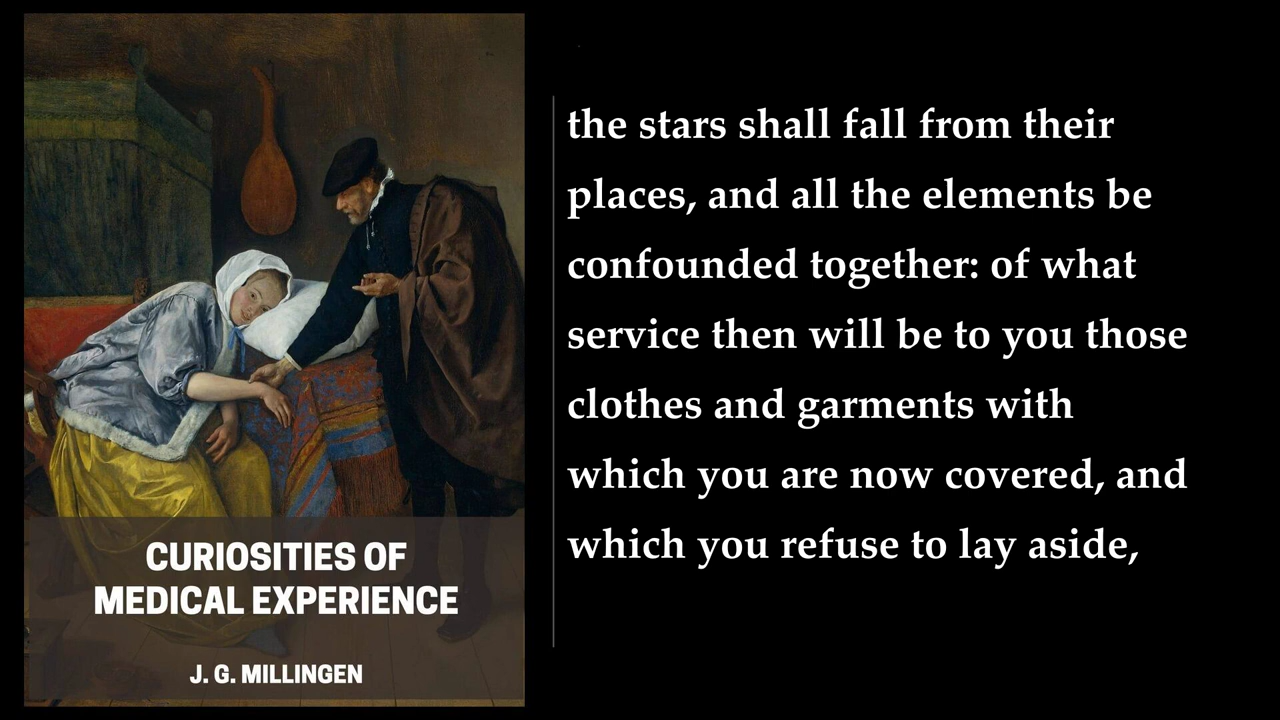 CURIOSITIES OF
MEDICAL EXPERIENCE
J. G. MILLINGEN
the stars shall fall from their
places, and all the elements be
confounded together: of what
service then will be to you those
clothes and garments with
which you are now covered, and
which you refuse to lay aside,